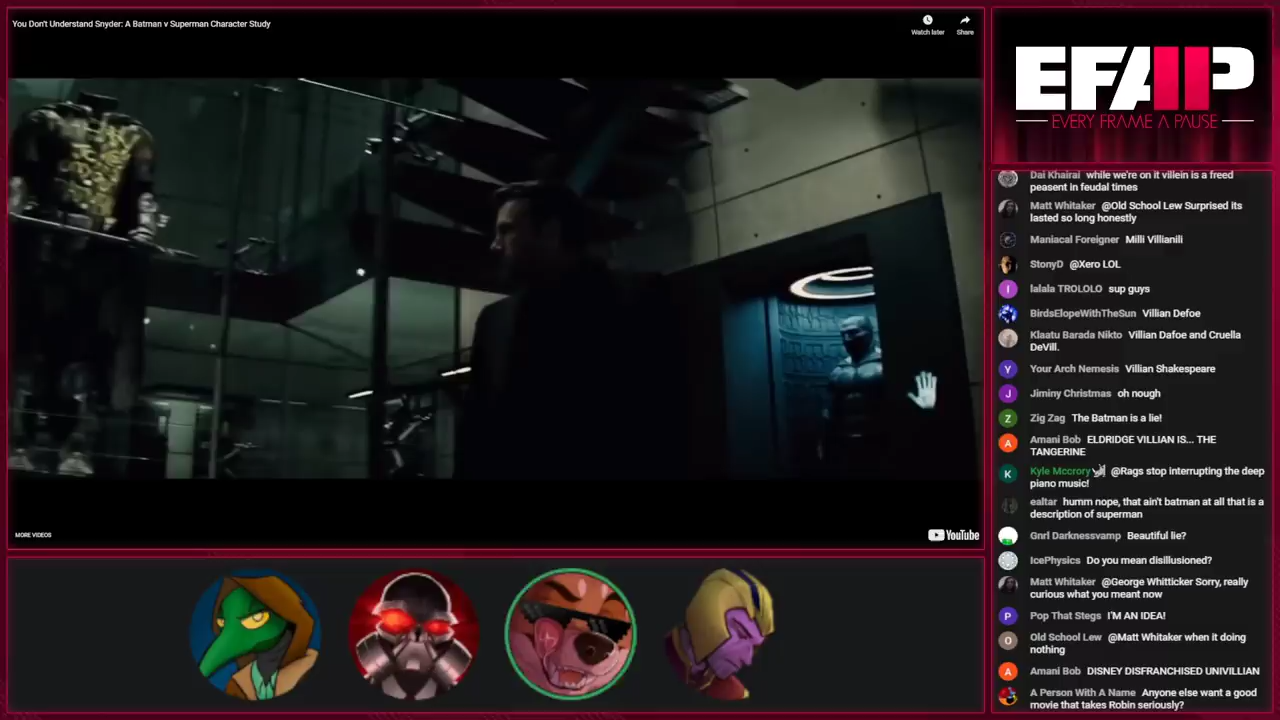 You Don't Understand Snyder: A Batman v Superman Character Study
Watch later
Share
MORE VIDEOS
YouTube
EFAP
EVERY FRAME A PAUSE
Dai Khairai while we're on it villein is a freed
peasent in feudal times
Matt Whitaker @Old School Lew Surprised its
lasted so long honestly
Maniacal Foreigner Milli Villianili
StonyD @Xero LOL
lalala TROLOLO sup guys
BirdsElopeWithTheSun Villian Defoe
Klaatu Barada Nikto Villian Dafoe and Cruella
DeVill.
Your Arch Nemesis Villian Shakespeare
Jiminy Christmas oh nough
Zig Zag The Batman is a lie!
Amani Bob ELDRIDGE VILLIAN IS... THE
TANGERINE
Kyle Mccrory @Rags stop interrupting the deep
piano music!
ealtar humm nope, that ain't batman at all that is a
description of superman
Gnrl Darknessvamp Beautiful lie?
IcePhysics Do you mean disillusioned?
Matt Whitaker @George Whitticker Sorry, really
curious what you meant now
Pop That Stegs I'M AN IDEA!
Old School Lew @Matt Whitaker when it doing
nothing
Amani Bob DISNEY DISFRANCHISED UNIVILLIAN
A Person With A Name Anyone else want a good
movie that takes Robin seriously?
I
Y
J
Z
A
K
P
O
A